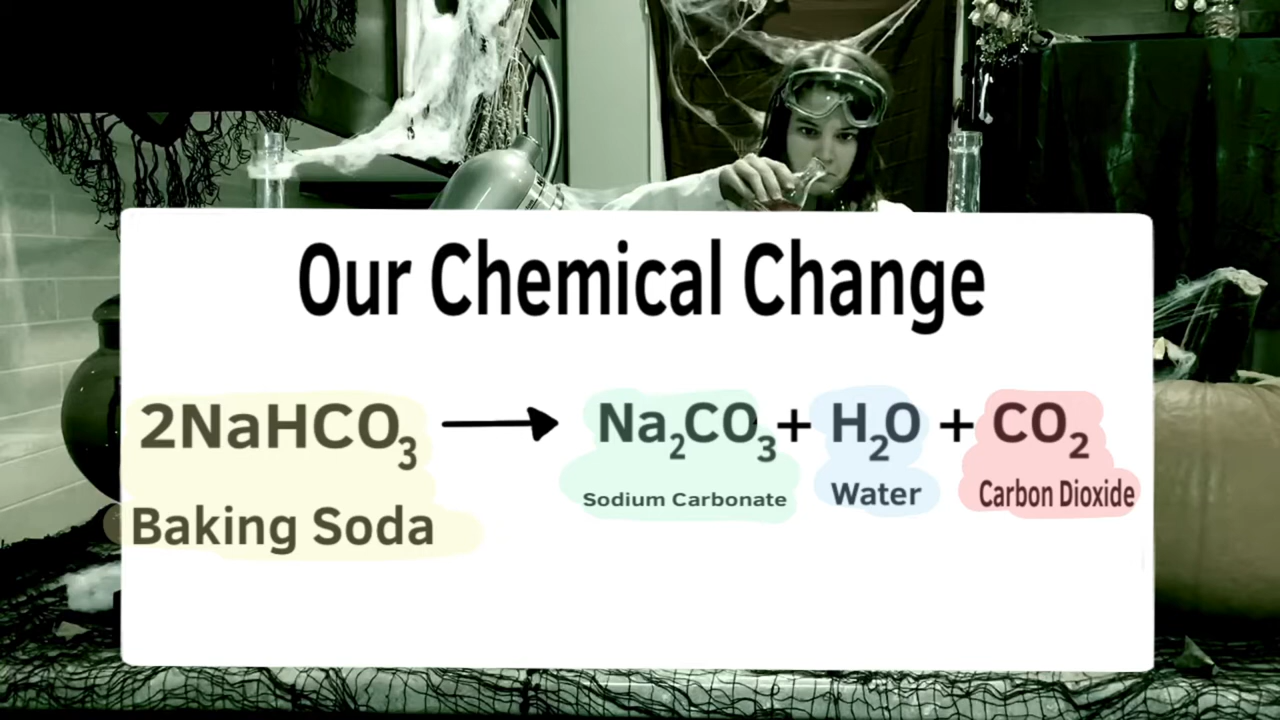 Our Chemical Change
2NaHCO₃ → Na₂CO₃ + H₂O + CO₂
Baking Soda Sodium Carbonate Water Carbon Dioxide